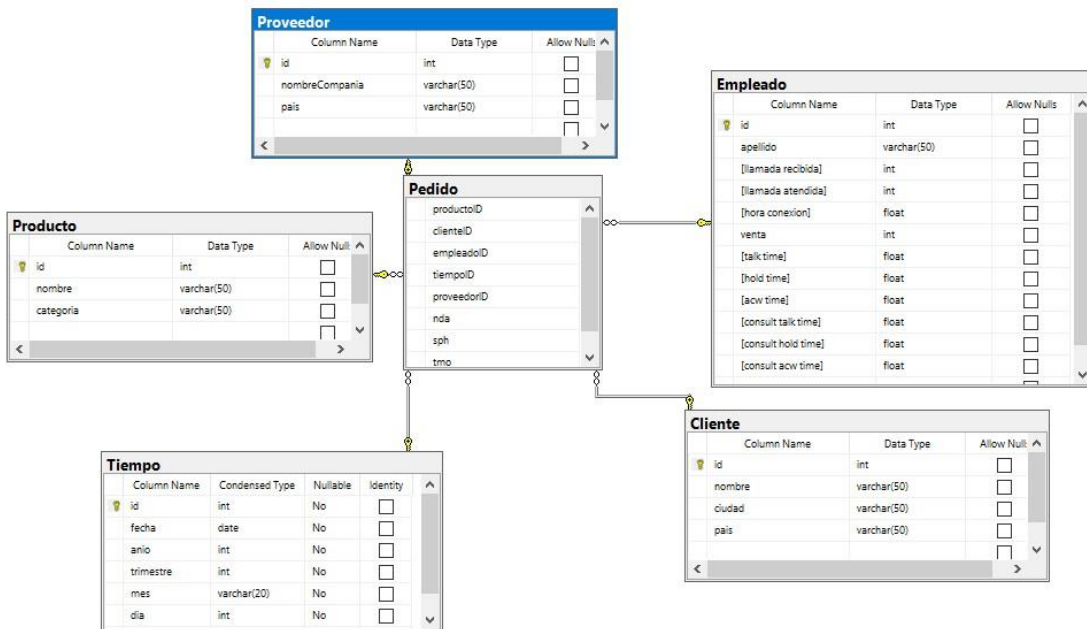 Proveedor
Column Name Data Type Allow Nulls
id int
nombreCompania varchar(50)
pais varchar(50)
Empleado
Column Name Data Type Allow Nulls
id int
apellido varchar(50)
[llamada recibida] int
[llamada atendida] int
[hora conexion] float
venta int
[talk time] float
[hold time] float
[acw time] float
[consult talk time] float
[consult hold time] float
[consult acw time] float
Pedido
productoID
clienteID
empleadoID
tiempoID
proveedorID
nda
sph
tmo
Producto
Column Name Data Type Allow Null
id int
nombre varchar(50)
categoria varchar(50)
Cliente
Column Name Data Type Allow Null
id int
nombre varchar(50)
ciudad varchar(50)
pais varchar(50)
Tiempo
Column Name Condensed Type Nullable Identity
id int No
fecha date No
anio int No
trimestre int No
mes varchar(20) No
dia int No